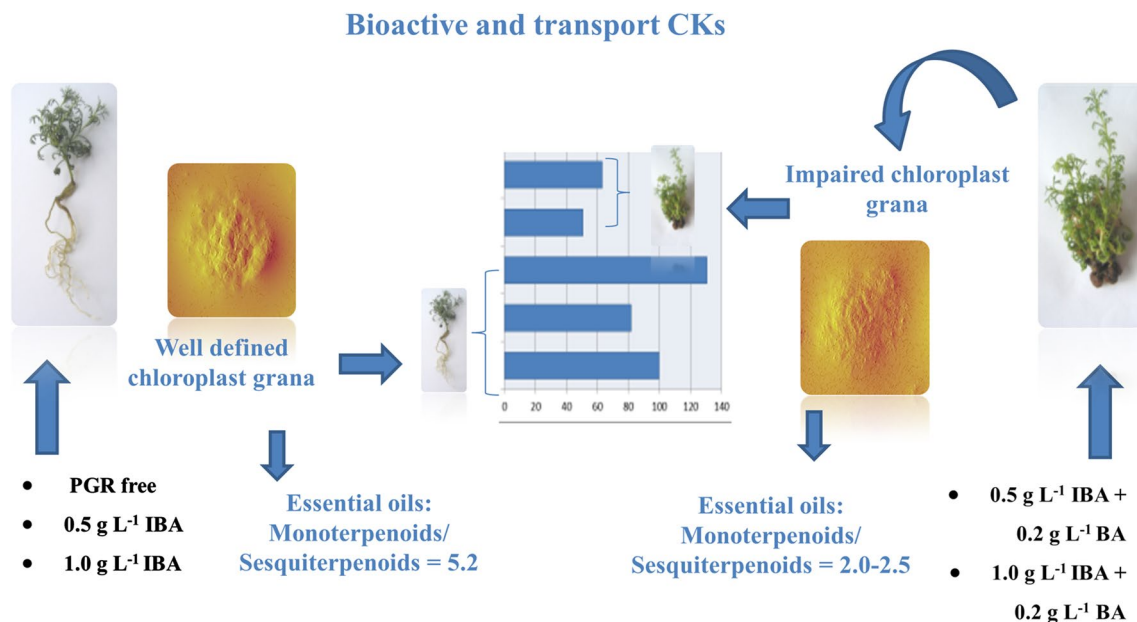 Bioactive and transport CKs
Impaired chloroplast
grana
Well defined
chloroplast grana
0 20 40 60 80 100 120 140
• PGR free
• 0.5 g L⁻¹ IBA
• 1.0 g L⁻¹ IBA
Essential oils:
Monoterpenoids/
Sesquiterpenoids = 5.2
Essential oils:
Monoterpenoids/
Sesquiterpenoids = 2.0-2.5
• 0.5 g L⁻¹ IBA +
0.2 g L⁻¹ BA
• 1.0 g L⁻¹ IBA +
0.2 g L⁻¹ BA